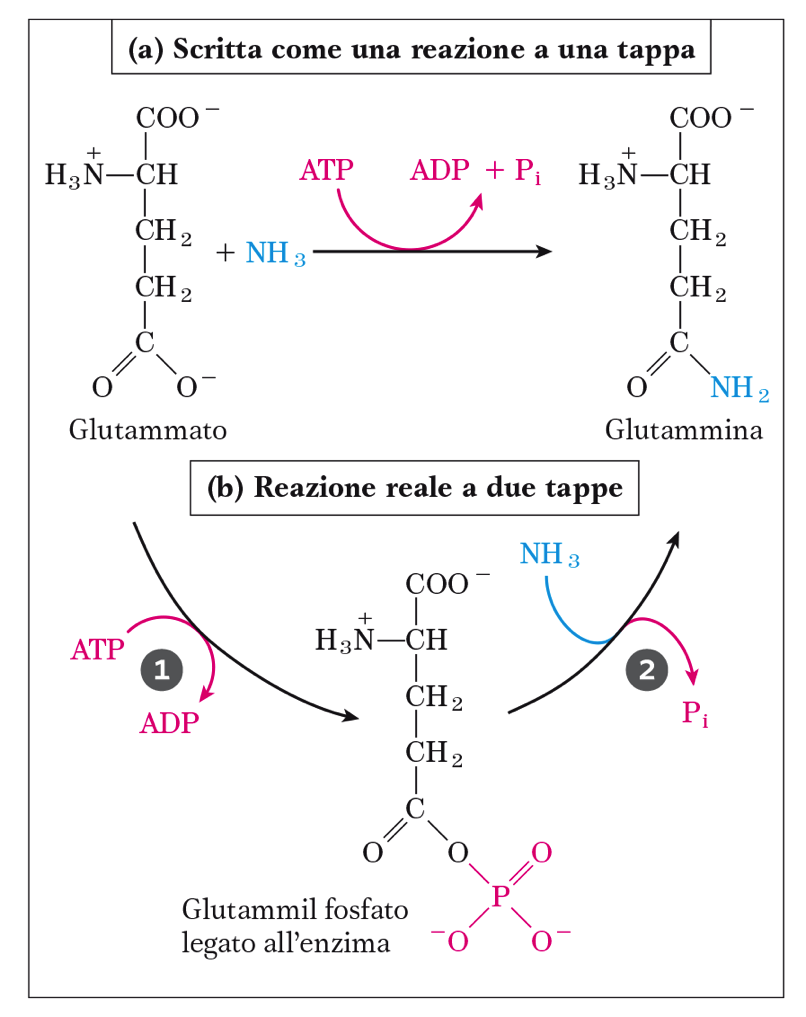 (a) Scritta come una reazione a una tappa
COO⁻
H₃N⁺—CH
CH₂
CH₂
C
O O⁻
Glutammato
+ NH₃
ATP ADP + Pᵢ
COO⁻
H₃N⁺—CH
CH₂
CH₂
C
O NH₂
Glutammina
(b) Reazione reale a due tappe
ATP
1
ADP
COO⁻
H₃N⁺—CH
CH₂
CH₂
C
O O
P
O
⁻O O⁻
Glutammil fosfato
legato all'enzima
NH₃
2
Pᵢ